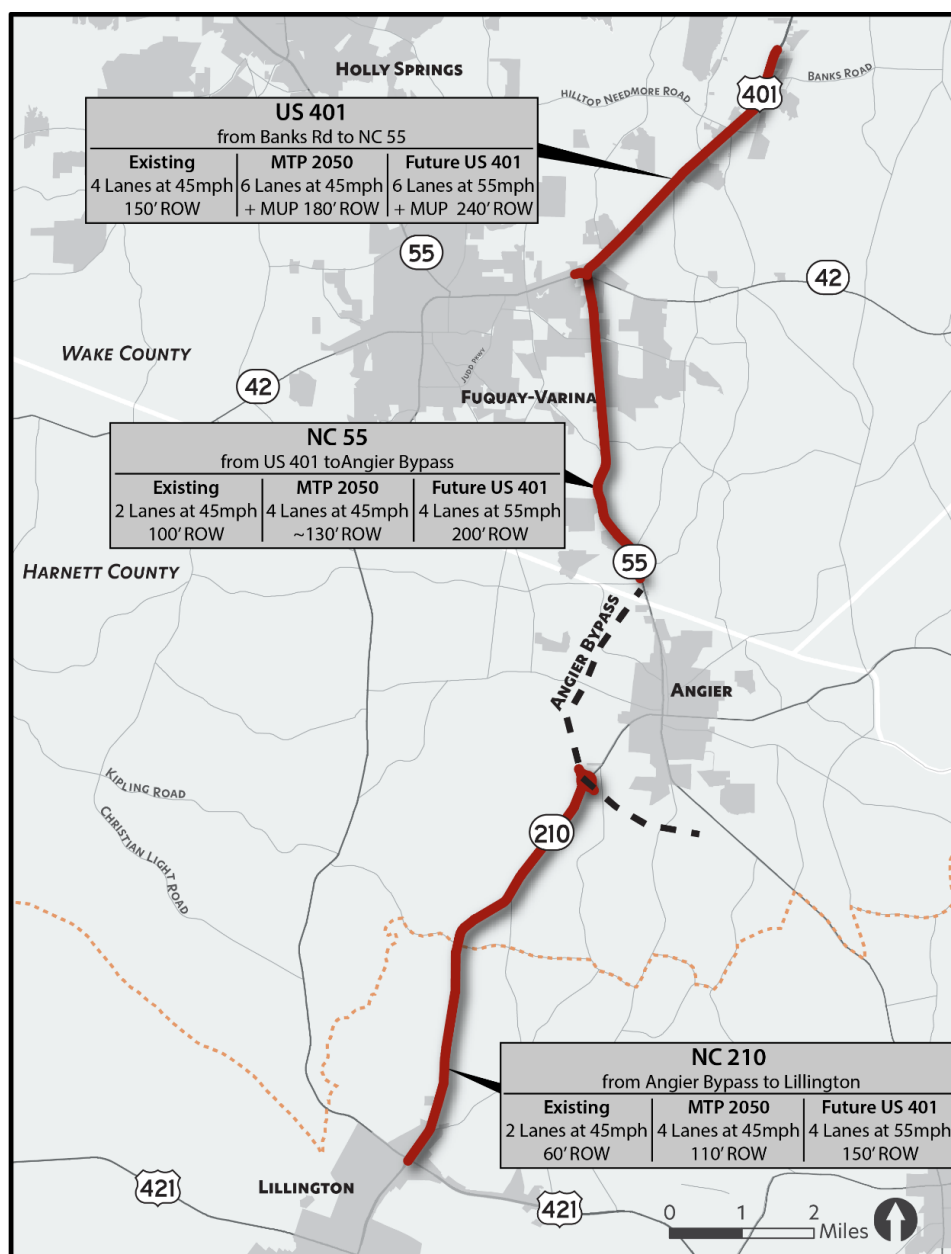 HOLLY SPRINGS
BANKS ROAD
HILLTOP NEEDMORE ROAD
401
US 401
from Banks Rd to NC 55
Existing MTP 2050 Future US 401
4 Lanes at 45mph 6 Lanes at 45mph 6 Lanes at 55mph
150' ROW + MUP 180' ROW + MUP 240' ROW
55
42
WAKE COUNTY
JUDD PKWY
42
FUQUAY-VARINA
NC 55
from US 401 toAngier Bypass
Existing MTP 2050 Future US 401
2 Lanes at 45mph 4 Lanes at 45mph 4 Lanes at 55mph
100' ROW ~130' ROW 200' ROW
55
HARNETT COUNTY
ANGIER BYPASS
ANGIER
KIPLING ROAD
CHRISTIAN LIGHT ROAD
210
NC 210
from Angier Bypass to Lillington
Existing MTP 2050 Future US 401
2 Lanes at 45mph 4 Lanes at 45mph 4 Lanes at 55mph
60' ROW 110' ROW 150' ROW
LILLINGTON
421
421
0 1 2
Miles